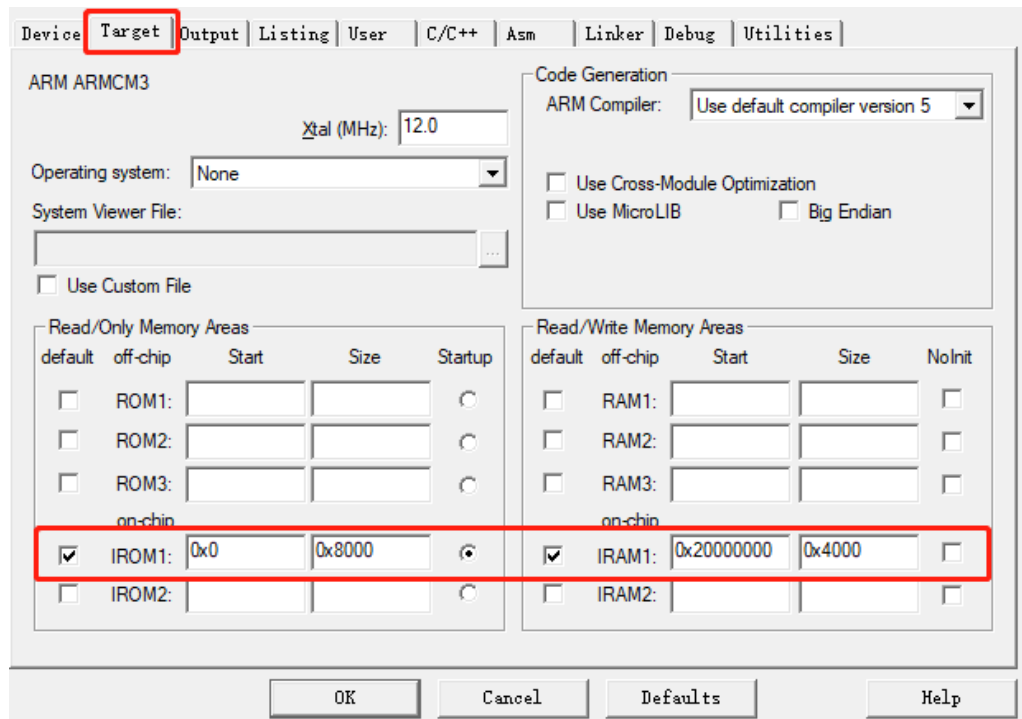 Device Target Output Listing User C/C++ Asm Linker Debug Utilities
ARM ARMCM3
Xtal (MHz): 12.0
Operating system: None
System Viewer File:
...
Use Custom File
Code Generation
ARM Compiler: Use default compiler version 5
Use Cross-Module Optimization
Use MicroLIB Big Endian
Read/Only Memory Areas
default off-chip Start Size Startup
ROM1:
ROM2:
ROM3:
on-chip
IROM1: 0x0 0x8000
IROM2:
Read/Write Memory Areas
default off-chip Start Size NoInit
RAM1:
RAM2:
RAM3:
on-chip
IRAM1: 0x20000000 0x4000
IRAM2:
OK Cancel Defaults Help